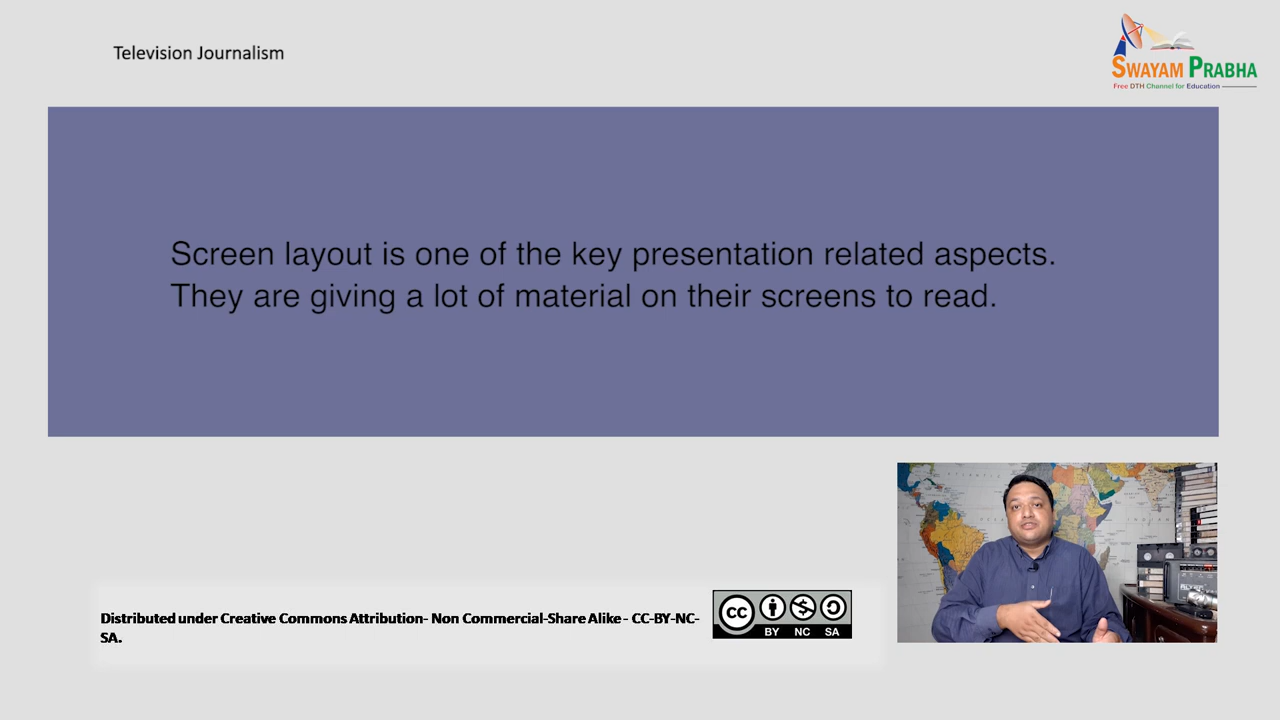 Television Journalism
SWAYAM PRABHA
Free DTH Channel for Education
Screen layout is one of the key presentation related aspects.
They are giving a lot of material on their screens to read.
Distributed under Creative Commons Attribution- Non Commercial-Share Alike - CC-BY-NC-
SA.
cc
BY NC SA